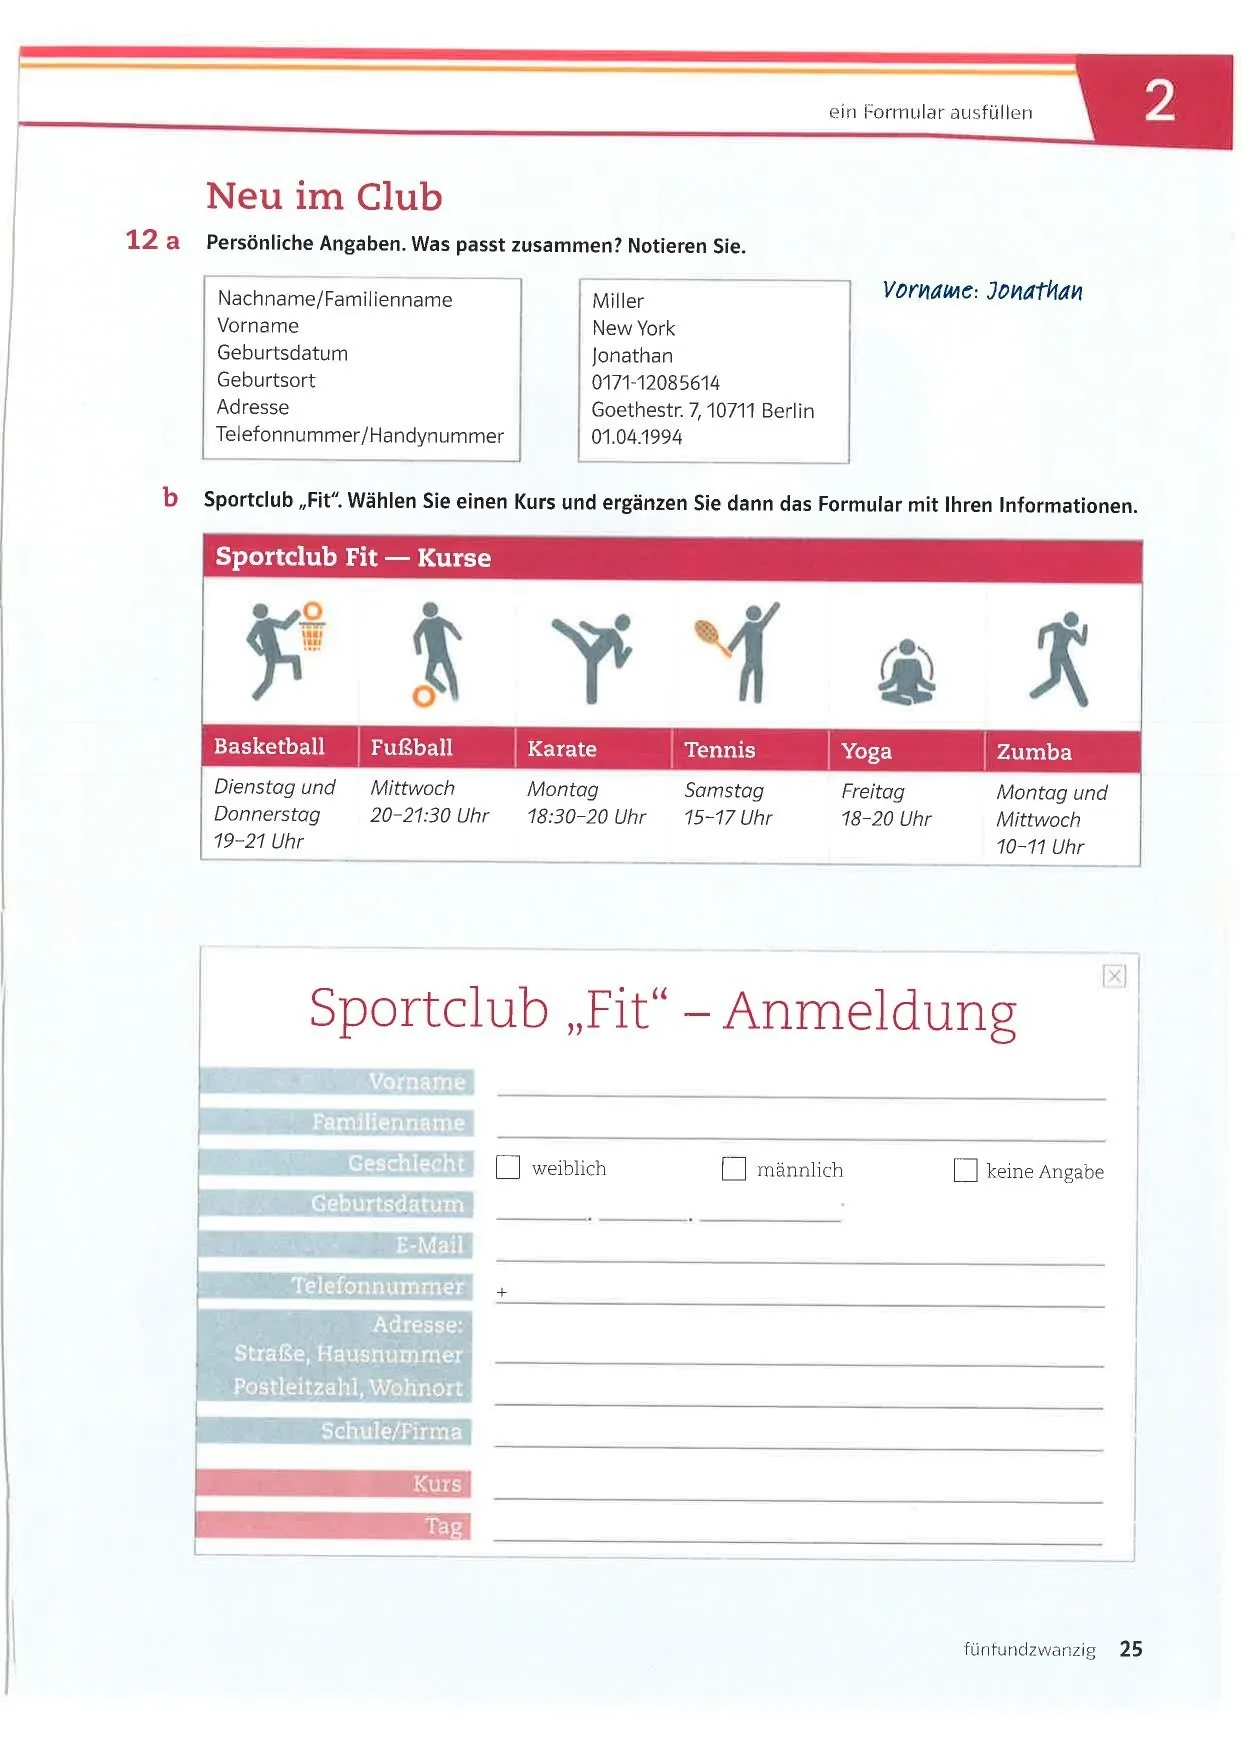 ein Formular ausfüllen
2
Neu im Club
12 a Persönliche Angaben. Was passt zusammen? Notieren Sie.
Nachname/Familienname
Vorname
Geburtsdatum
Geburtsort
Adresse
Telefonnummer/Handynummer
Miller
New York
Jonathan
0171-12085614
Goethestr. 7, 10711 Berlin
01.04.1994
Vorname: Jonathan
b Sportclub „Fit“. Wählen Sie einen Kurs und ergänzen Sie dann das Formular mit Ihren Informationen.
Sportclub Fit — Kurse
Basketball
Dienstag und
Donnerstag
19–21 Uhr
Fußball
Mittwoch
20–21:30 Uhr
Karate
Montag
18:30–20 Uhr
Tennis
Samstag
15–17 Uhr
Yoga
Freitag
18–20 Uhr
Zumba
Montag und
Mittwoch
10–11 Uhr
Sportclub „Fit“ – Anmeldung
Vorname
Familienname
Geschlecht weiblich männlich keine Angabe
Geburtsdatum
E-Mail
Telefonnummer +
Adresse:
Straße, Hausnummer
Postleitzahl, Wohnort
Schule/Firma
Kurs
Tag
fünfundzwanzig 25